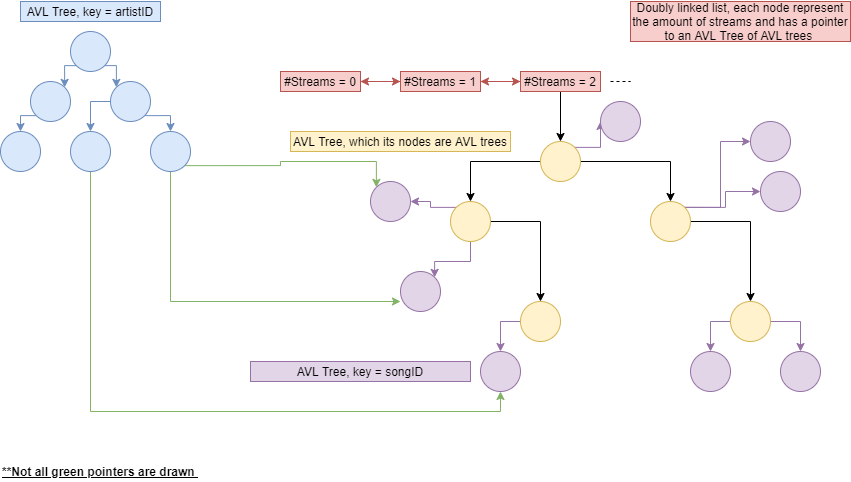 AVL Tree, key = artistID
Doubly linked list, each node represent
the amount of streams and has a pointer
to an AVL Tree of AVL trees
#Streams = 0
#Streams = 1
#Streams = 2
----
AVL Tree, which its nodes are AVL trees
AVL Tree, key = songID
**Not all green pointers are drawn